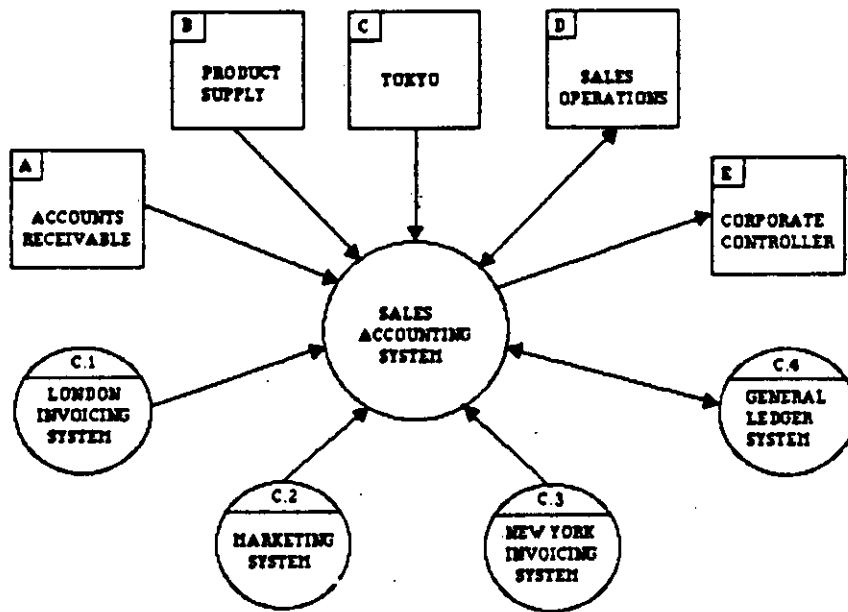 B
PRODUCT
SUPPLY
C
TOKYO
D
SALES
OPERATIONS
A
ACCOUNTS
RECEIVABLE
E
CORPORATE
CONTROLLER
SALES
ACCOUNTING
SYSTEM
C.1
LONDON
INVOICING
SYSTEM
C.4
GENERAL
LEDGER
SYSTEM
C.2
MARKETING
SYSTEM
C.3
NEW YORK
INVOICING
SYSTEM